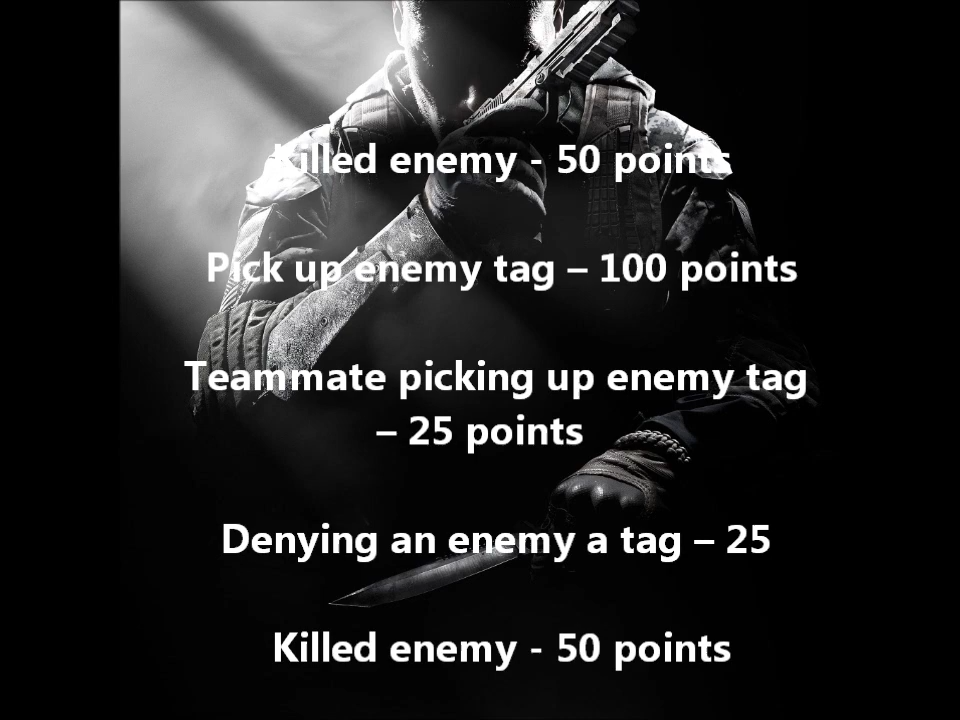 Killed enemy - 50 points
Pick up enemy tag – 100 points
Teammate picking up enemy tag
– 25 points
Denying an enemy a tag – 25
Killed enemy - 50 points